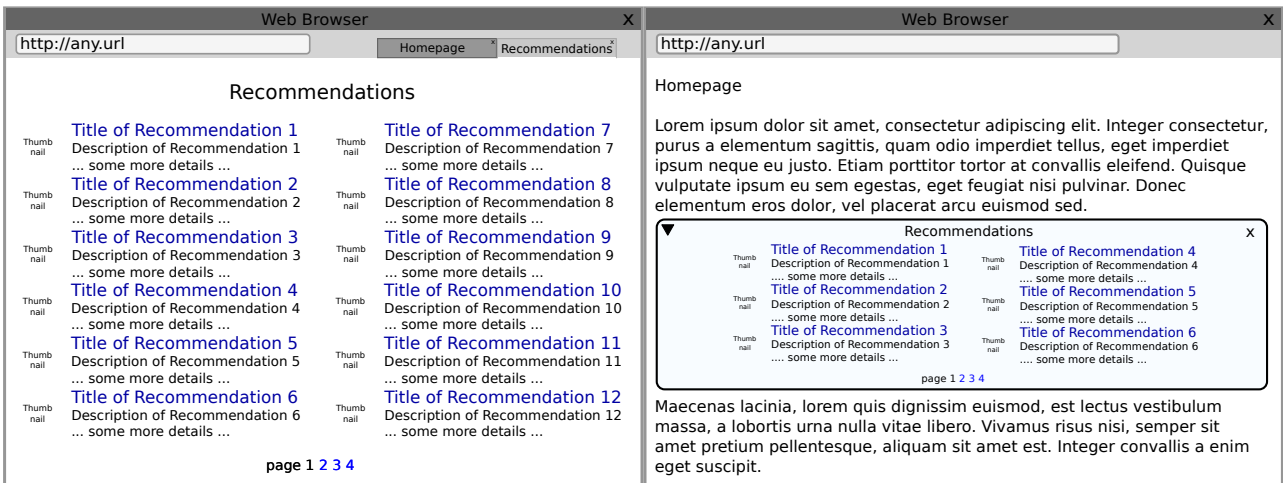 Web Browser X
http://any.url
Homepage x Recommendations x
Recommendations
Thumb
nail
Title of Recommendation 1
Description of Recommendation 1
... some more details ...
Thumb
nail
Title of Recommendation 2
Description of Recommendation 2
... some more details ...
Thumb
nail
Title of Recommendation 3
Description of Recommendation 3
... some more details ...
Thumb
nail
Title of Recommendation 4
Description of Recommendation 4
... some more details ...
Thumb
nail
Title of Recommendation 5
Description of Recommendation 5
... some more details ...
Thumb
nail
Title of Recommendation 6
Description of Recommendation 6
... some more details ...
Thumb
nail
Title of Recommendation 7
Description of Recommendation 7
... some more details ...
Thumb
nail
Title of Recommendation 8
Description of Recommendation 8
... some more details ...
Thumb
nail
Title of Recommendation 9
Description of Recommendation 9
... some more details ...
Thumb
nail
Title of Recommendation 10
Description of Recommendation 10
... some more details ...
Thumb
nail
Title of Recommendation 11
Description of Recommendation 11
... some more details ...
Thumb
nail
Title of Recommendation 12
Description of Recommendation 12
... some more details ...
page 1 2 3 4
Web Browser X
http://any.url
Homepage
Lorem ipsum dolor sit amet, consectetur adipiscing elit. Integer consectetur,
purus a elementum sagittis, quam odio imperdiet tellus, eget imperdiet
ipsum neque eu justo. Etiam porttitor tortor at convallis eleifend. Quisque
vulputate ipsum eu sem egestas, eget feugiat nisi pulvinar. Donec
elementum eros dolor, vel placerat arcu euismod sed.
Recommendations x
Thumb
nail
Title of Recommendation 1
Description of Recommendation 1
.... some more details ...
Thumb
nail
Title of Recommendation 2
Description of Recommendation 2
.... some more details ...
Thumb
nail
Title of Recommendation 3
Description of Recommendation 3
.... some more details ...
Thumb
nail
Title of Recommendation 4
Description of Recommendation 4
.... some more details ...
Thumb
nail
Title of Recommendation 5
Description of Recommendation 5
.... some more details ...
Thumb
nail
Title of Recommendation 6
Description of Recommendation 6
.... some more details ...
page 1 2 3 4
Maecenas lacinia, lorem quis dignissim euismod, est lectus vestibulum
massa, a lobortis urna nulla vitae libero. Vivamus risus nisi, semper sit
amet pretium pellentesque, aliquam sit amet est. Integer convallis a enim
eget suscipit.